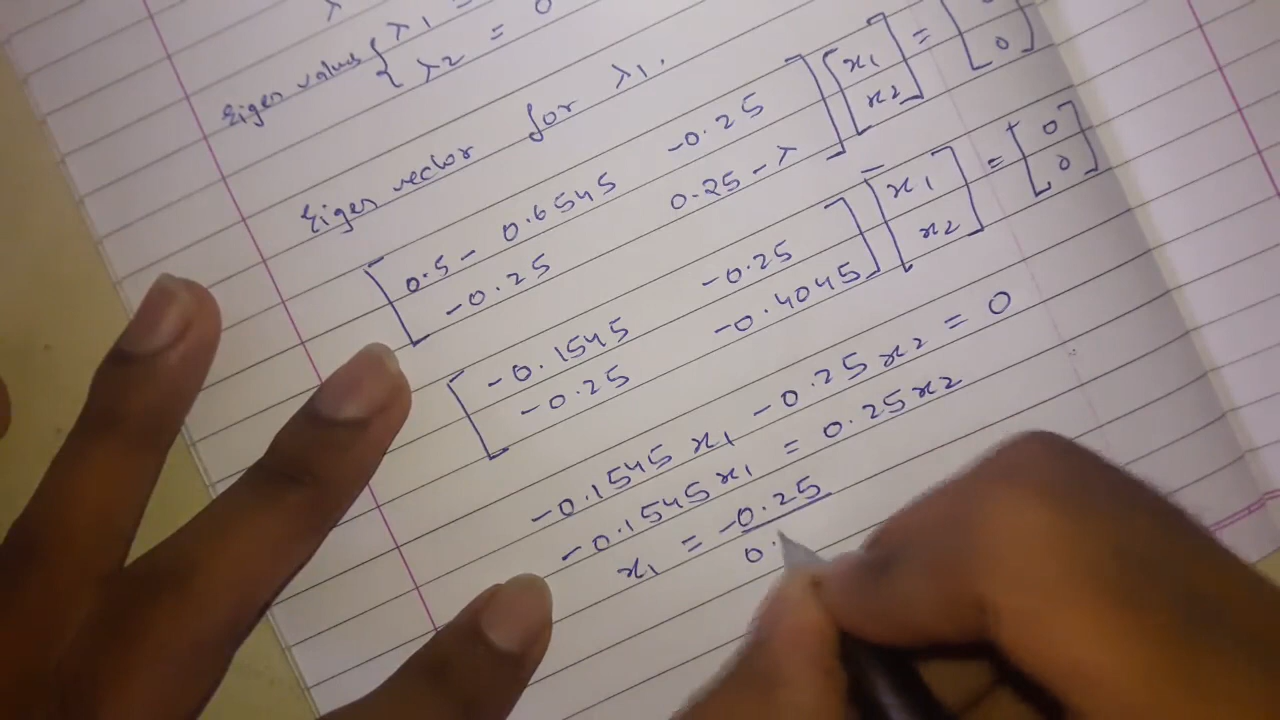 λ
Eigen values { λ1 =
λ2 = 0
Eigen vector for λ1.
[ 0.5 - 0.6545 -0.25 ] [ x1 ] = [
-0.25 0.25 - λ x2 0 ]
[ -0.1545 -0.25 ] [ x1 ] = [ 0 ]
-0.25 -0.4045 x2 0
-0.1545 x1 - 0.25 x2 = 0
-0.1545 x1 = 0.25 x2
x1 = -0.25
0.